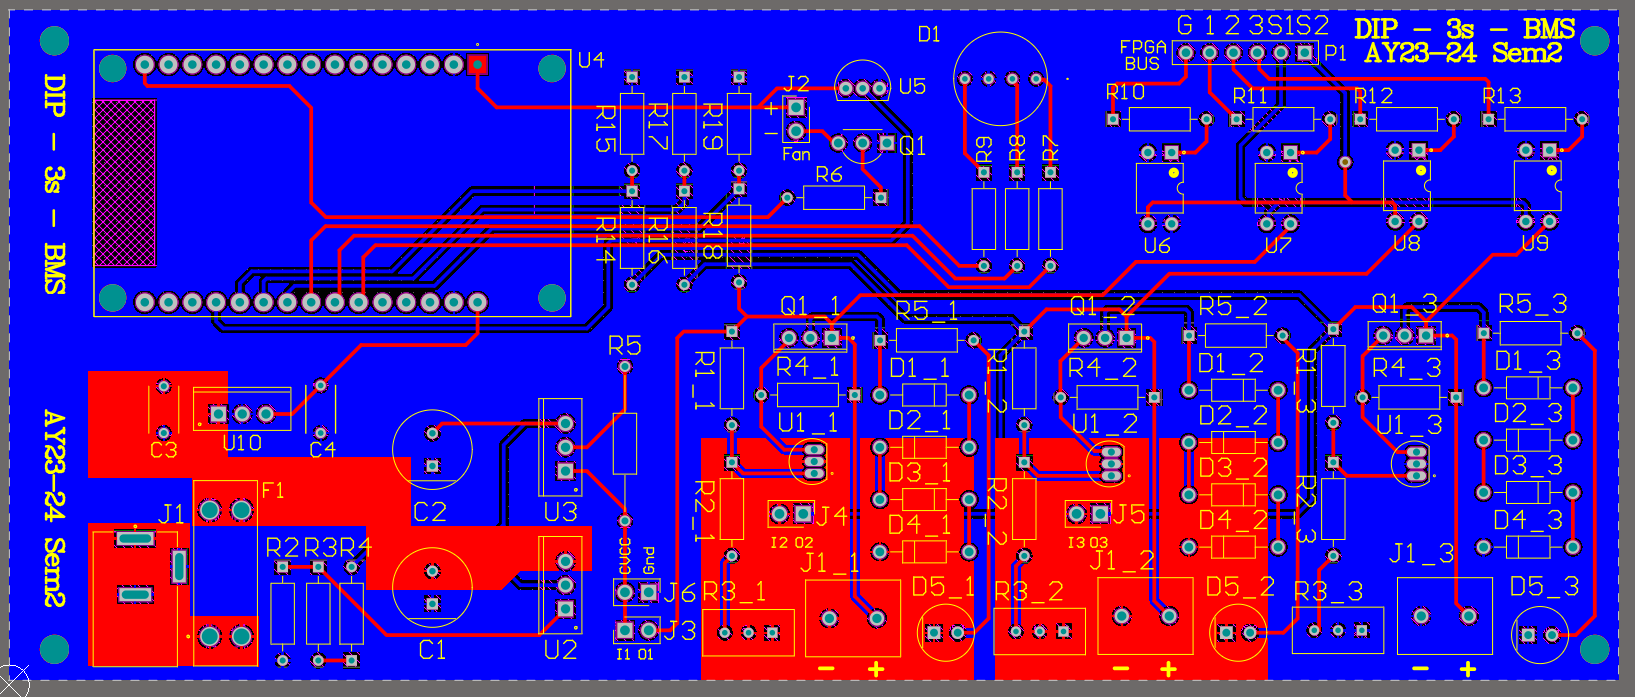 DIP - 3s - BMS
AY23-24 Sem2
G 1 2 3 S1S2
FPGA
BUS
P1
D1
U4
J2
+
-
Fan
U5
Q1
R10
R11
R12
R13
R15
R17
R19
R9
R8
R7
R6
R14
R16
R18
U6
U7
U8
U9
DIP - 3s - BMS
AY23-24 Sem2
Q1_1
R5_1
Q1_2
R5_2
Q1_3
R5_3
R5
R1_1
R4_1
D1_1
R1_2
R4_2
D1_2
R1_3
R4_3
D1_3
U1_1
D2_1
U1_2
D2_2
U1_3
D2_3
C3
U10
C4
F1
C2
U3
J1
R2
R3
R4
R2_1
D3_1
R2_2
D3_2
R2_3
D3_3
J4
I2 O2
D4_1
J5
I3 O3
D4_2
D4_3
CVCC
Gnd
J1_1
J1_2
J1_3
J6
R3_1
D5_1
R3_2
D5_2
R3_3
D5_3
C1
U2
J3
I1 O1
- +
- +
- +